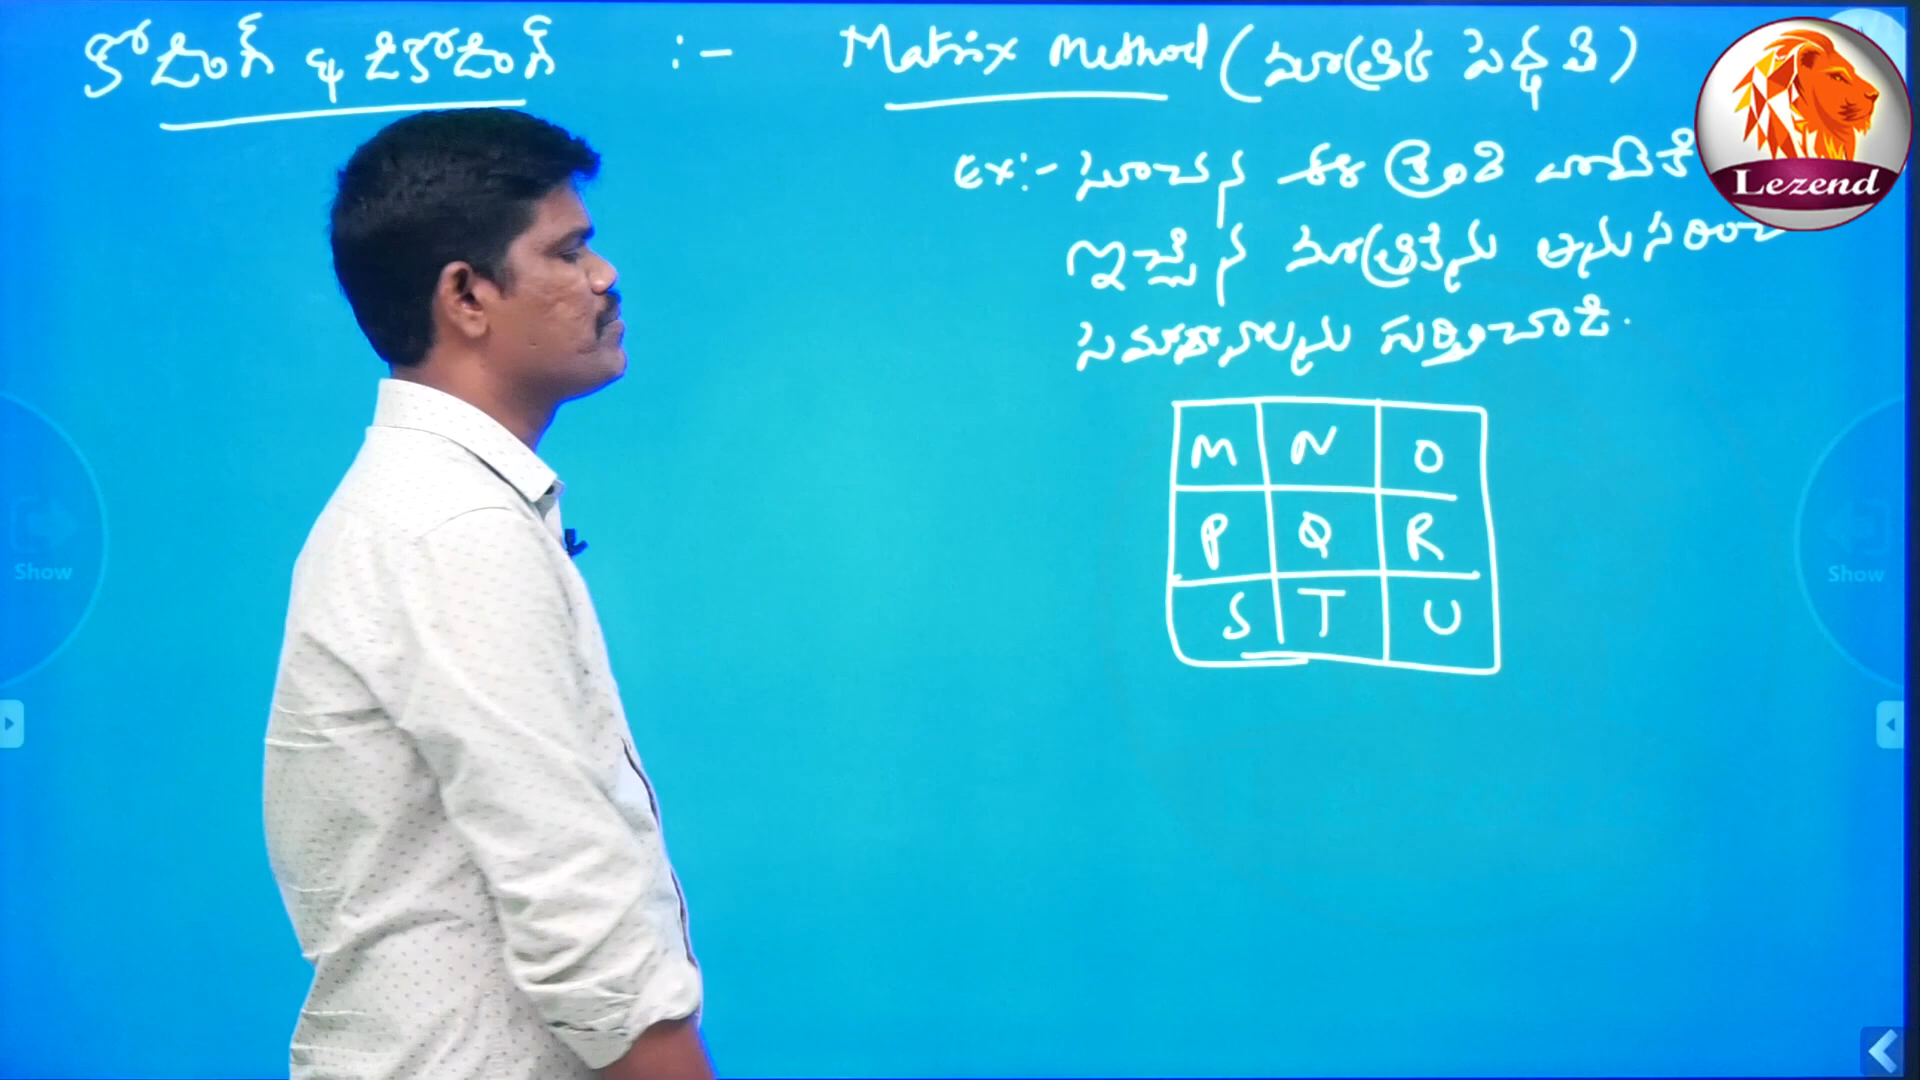 కోడింగ్ & డికోడింగ్ :- Matrix Method (మాత్రిక పద్ధతి)
Ex:- సూచన ఈ క్రింది వాటికి
ఇచ్చిన మాత్రికను అనుసరించి
సమాధానాలను గుర్తించండి.
M N O
P Q R
S T U
Lezend
Show
Show